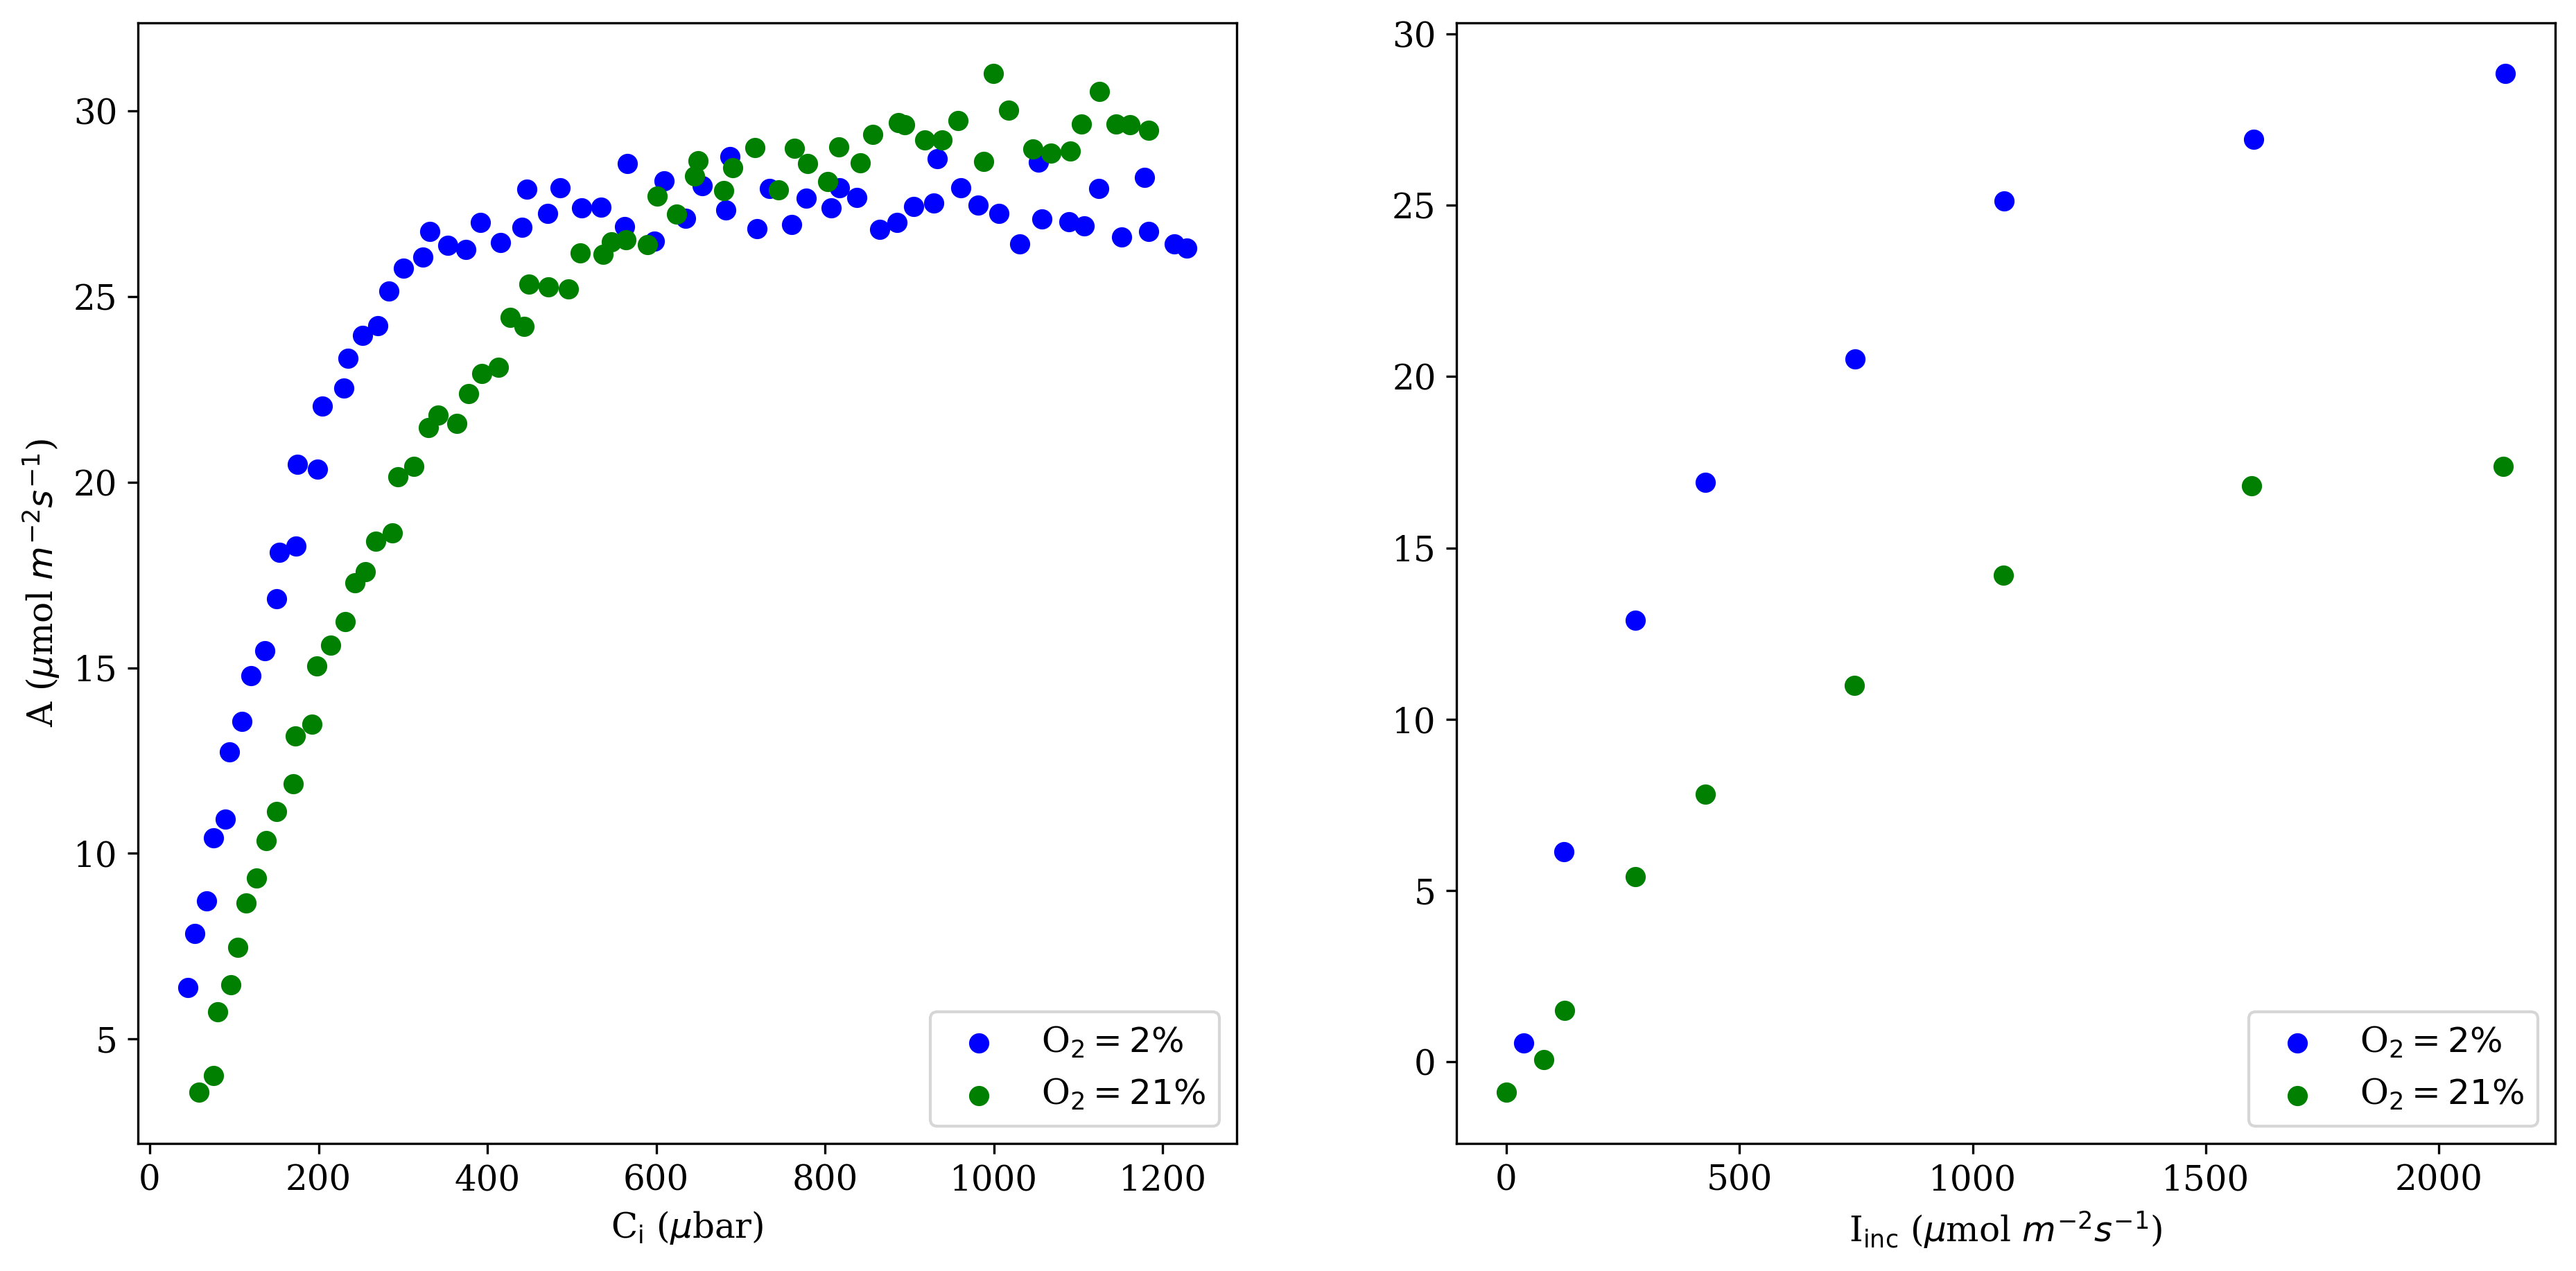 A (μmol m⁻²s⁻¹)
30
25
20
15
10
5
0 200 400 600 800 1000 1200
C_i (μbar)
O₂ = 2%
O₂ = 21%
30
25
20
15
10
5
0
0 500 1000 1500 2000
I_inc (μmol m⁻²s⁻¹)
O₂ = 2%
O₂ = 21%